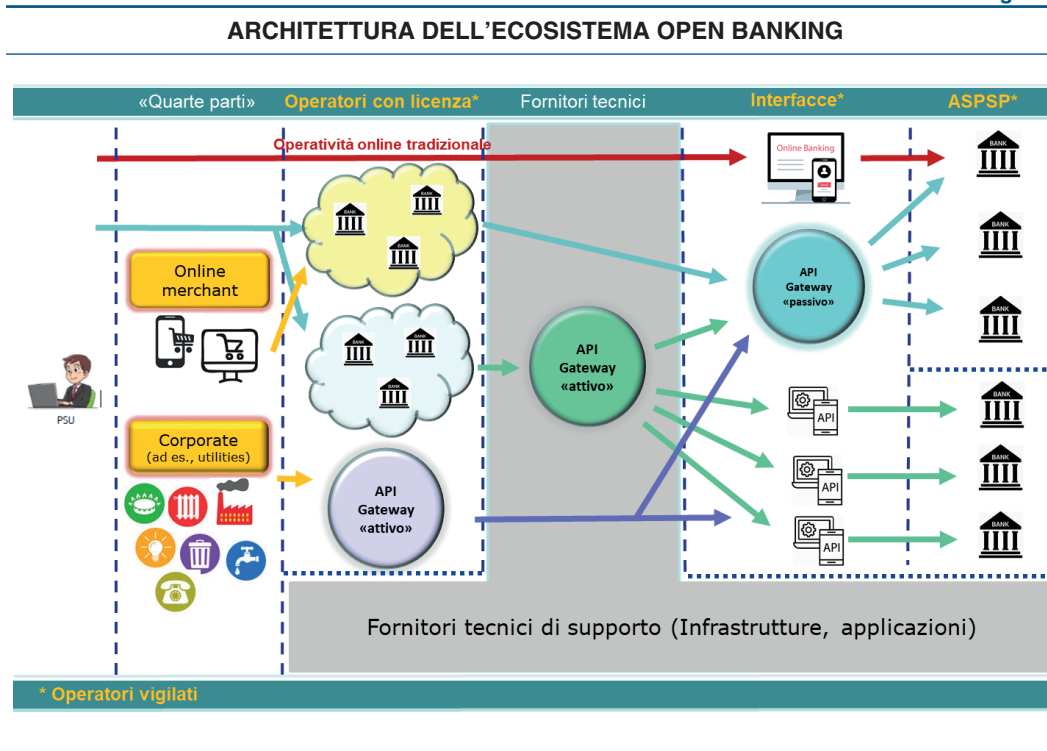 ARCHITETTURA DELL'ECOSISTEMA OPEN BANKING
«Quarte parti»
Operatori con licenza*
Fornitori tecnici
Interfacce*
ASPSP*
Operatività online tradizionale
Online Banking
BANK
BANK
BANK
BANK
BANK
Online
merchant
API
Gateway
«passivo»
BANK
BANK
BANK
BANK
API
Gateway
«attivo»
PSU
Corporate
(ad es., utilities)
API
BANK
API
Gateway
«attivo»
API
BANK
API
BANK
Fornitori tecnici di supporto (Infrastrutture, applicazioni)
* Operatori vigilati